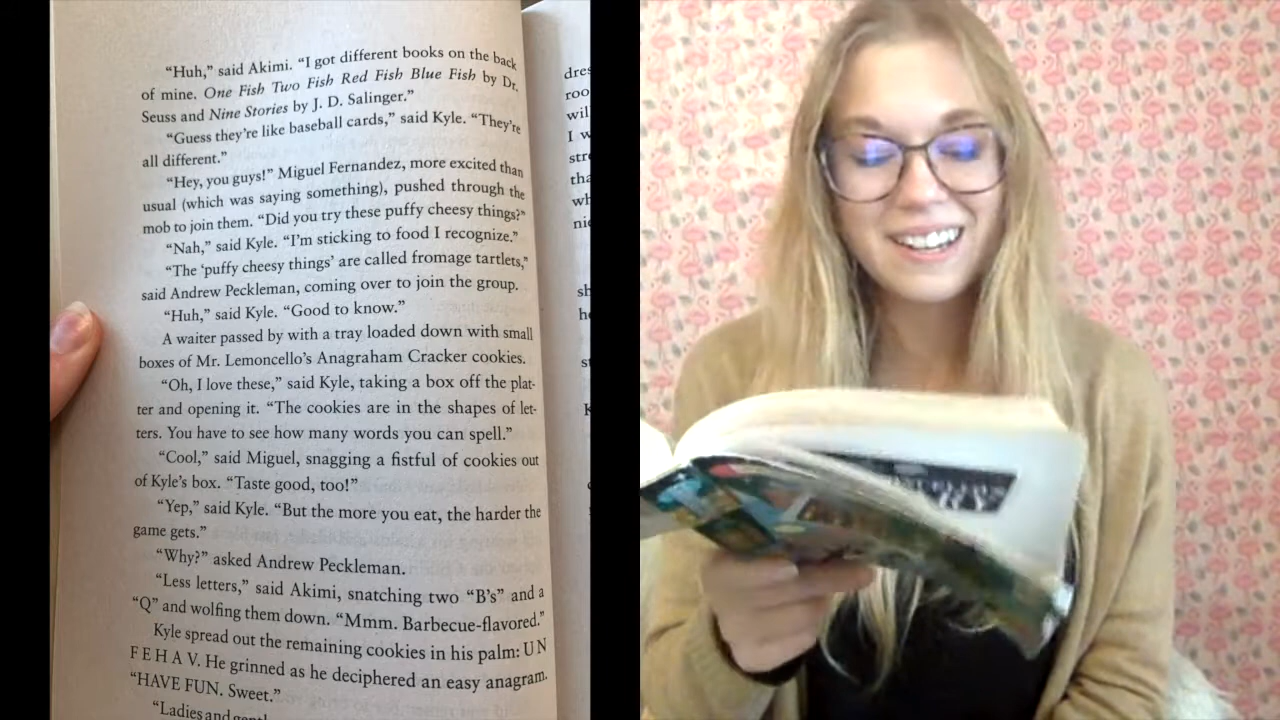 “Huh,” said Akimi. “I got different books on the back
of mine. One Fish Two Fish Red Fish Blue Fish by Dr.
Seuss and Nine Stories by J. D. Salinger.”
“Guess they’re like baseball cards,” said Kyle. “They’re
all different.”
“Hey, you guys!” Miguel Fernandez, more excited than
usual (which was saying something), pushed through the
mob to join them. “Did you try these puffy cheesy things?”
“Nah,” said Kyle. “I’m sticking to food I recognize.”
“The ‘puffy cheesy things’ are called fromage tartlets,”
said Andrew Peckleman, coming over to join the group.
“Huh,” said Kyle. “Good to know.”
A waiter passed by with a tray loaded down with small
boxes of Mr. Lemoncello’s Anagraham Cracker cookies.
“Oh, I love these,” said Kyle, taking a box off the plat-
ter and opening it. “The cookies are in the shapes of let-
ters. You have to see how many words you can spell.”
“Cool,” said Miguel, snagging a fistful of cookies out
of Kyle’s box. “Taste good, too!”
“Yep,” said Kyle. “But the more you eat, the harder the
game gets.”
“Why?” asked Andrew Peckleman.
“Less letters,” said Akimi, snatching two “B’s” and a
“Q” and wolfing them down. “Mmm. Barbecue-flavored.”
Kyle spread out the remaining cookies in his palm: U N
F E H A V. He grinned as he deciphered an easy anagram.
“HAVE FUN. Sweet.”
“Ladies and